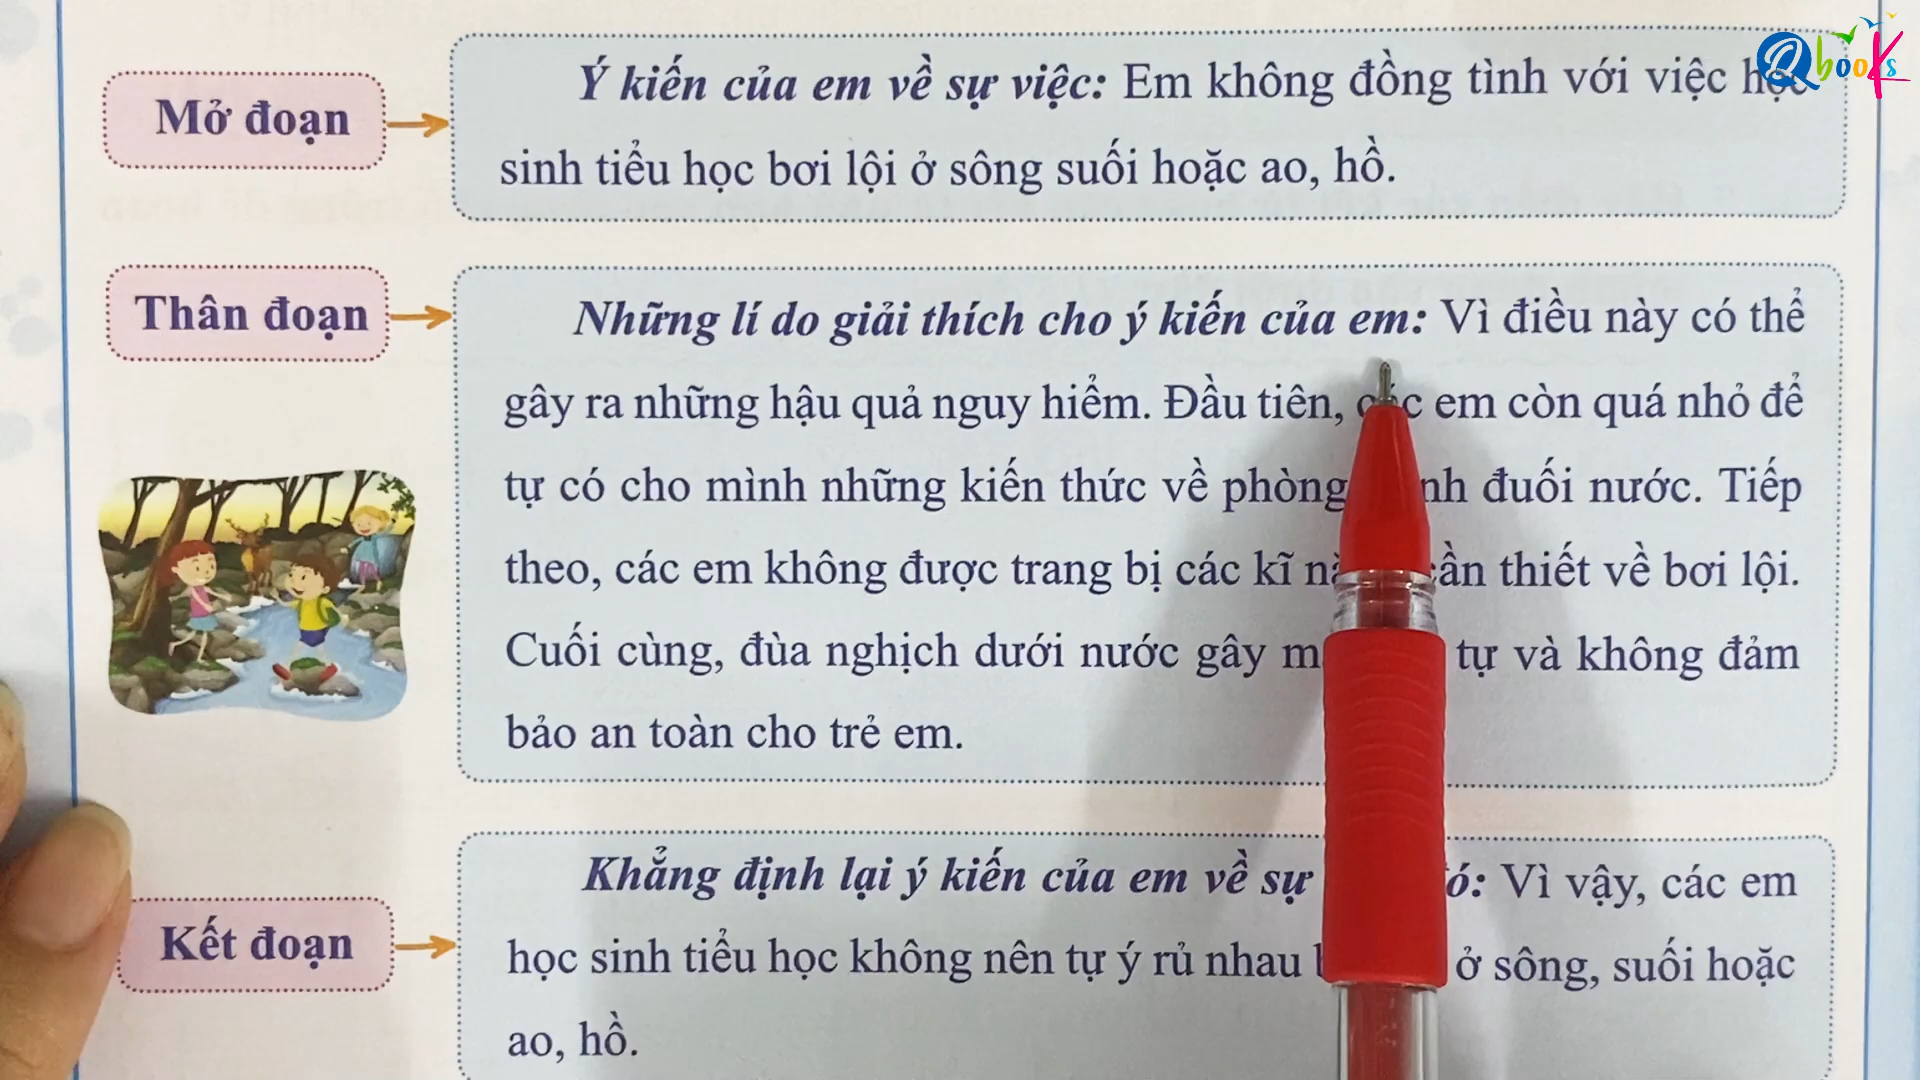 Qbooks
Mở đoạn
Ý kiến của em về sự việc: Em không đồng tình với việc học
sinh tiểu học bơi lội ở sông suối hoặc ao, hồ.
Thân đoạn
Những lí do giải thích cho ý kiến của em: Vì điều này có thể
gây ra những hậu quả nguy hiểm. Đầu tiên, các em còn quá nhỏ để
tự có cho mình những kiến thức về phòng đuối nước. Tiếp
theo, các em không được trang bị các kĩ cần thiết về bơi lội.
Cuối cùng, đùa nghịch dưới nước gây tự và không đảm
bảo an toàn cho trẻ em.
Kết đoạn
Khẳng định lại ý kiến của em về sự Vì vậy, các em
học sinh tiểu học không nên tự ý rủ nhau ở sông, suối hoặc
ao, hồ.